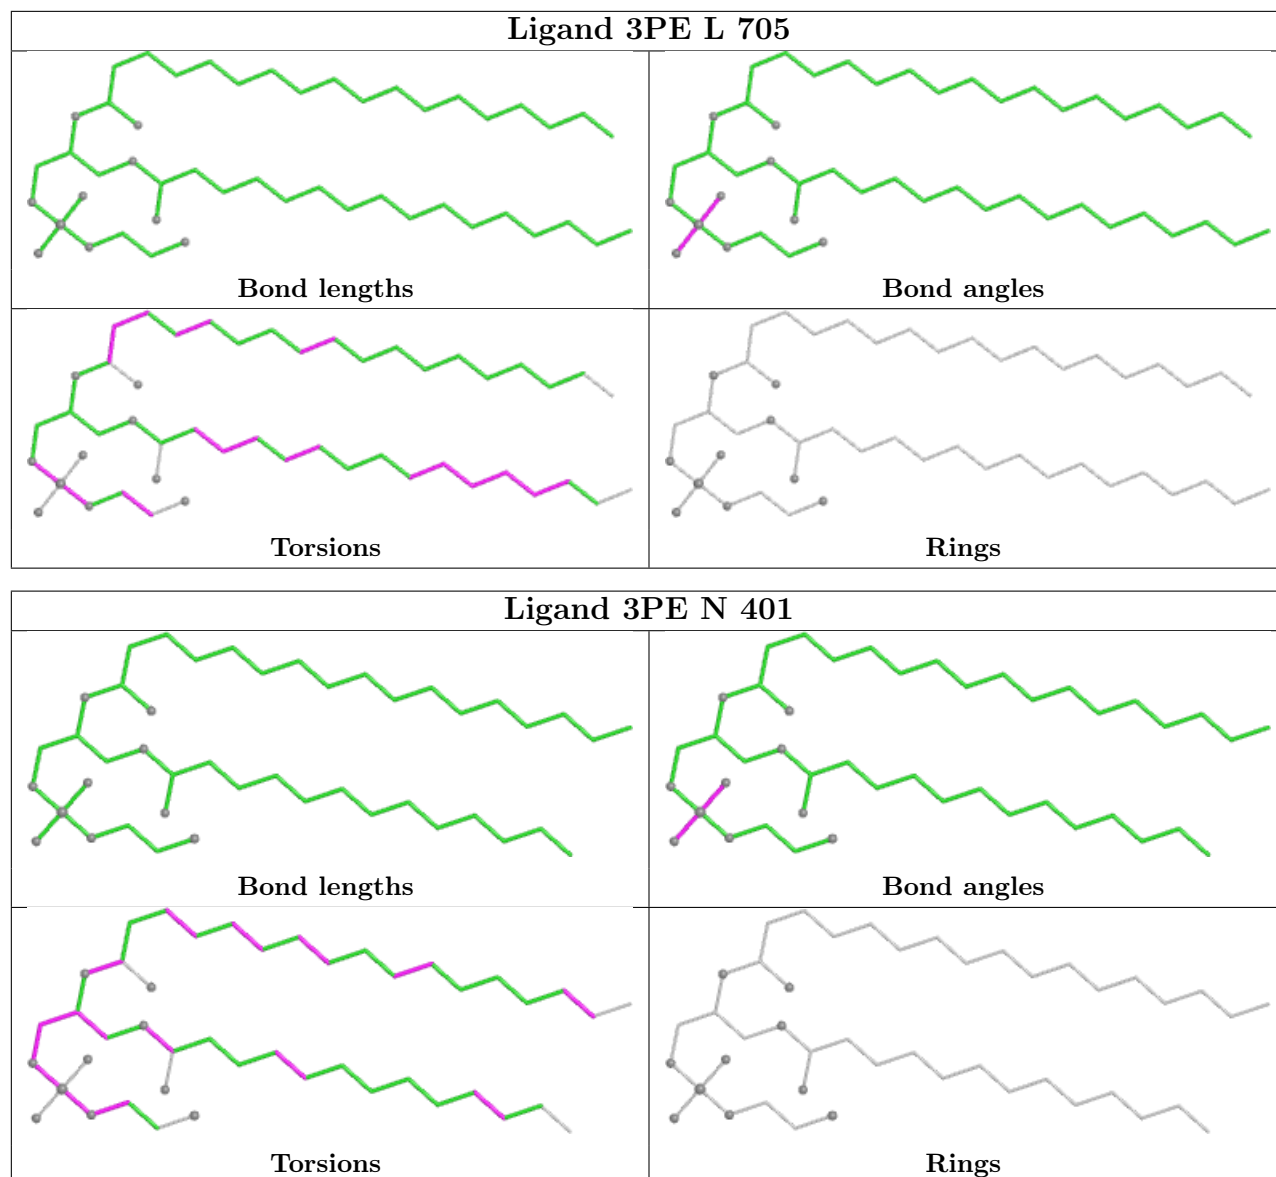 Ligand 3PE L 705
Bond lengths
Bond angles
Torsions
Rings
Ligand 3PE N 401
Bond lengths
Bond angles
Torsions
Rings